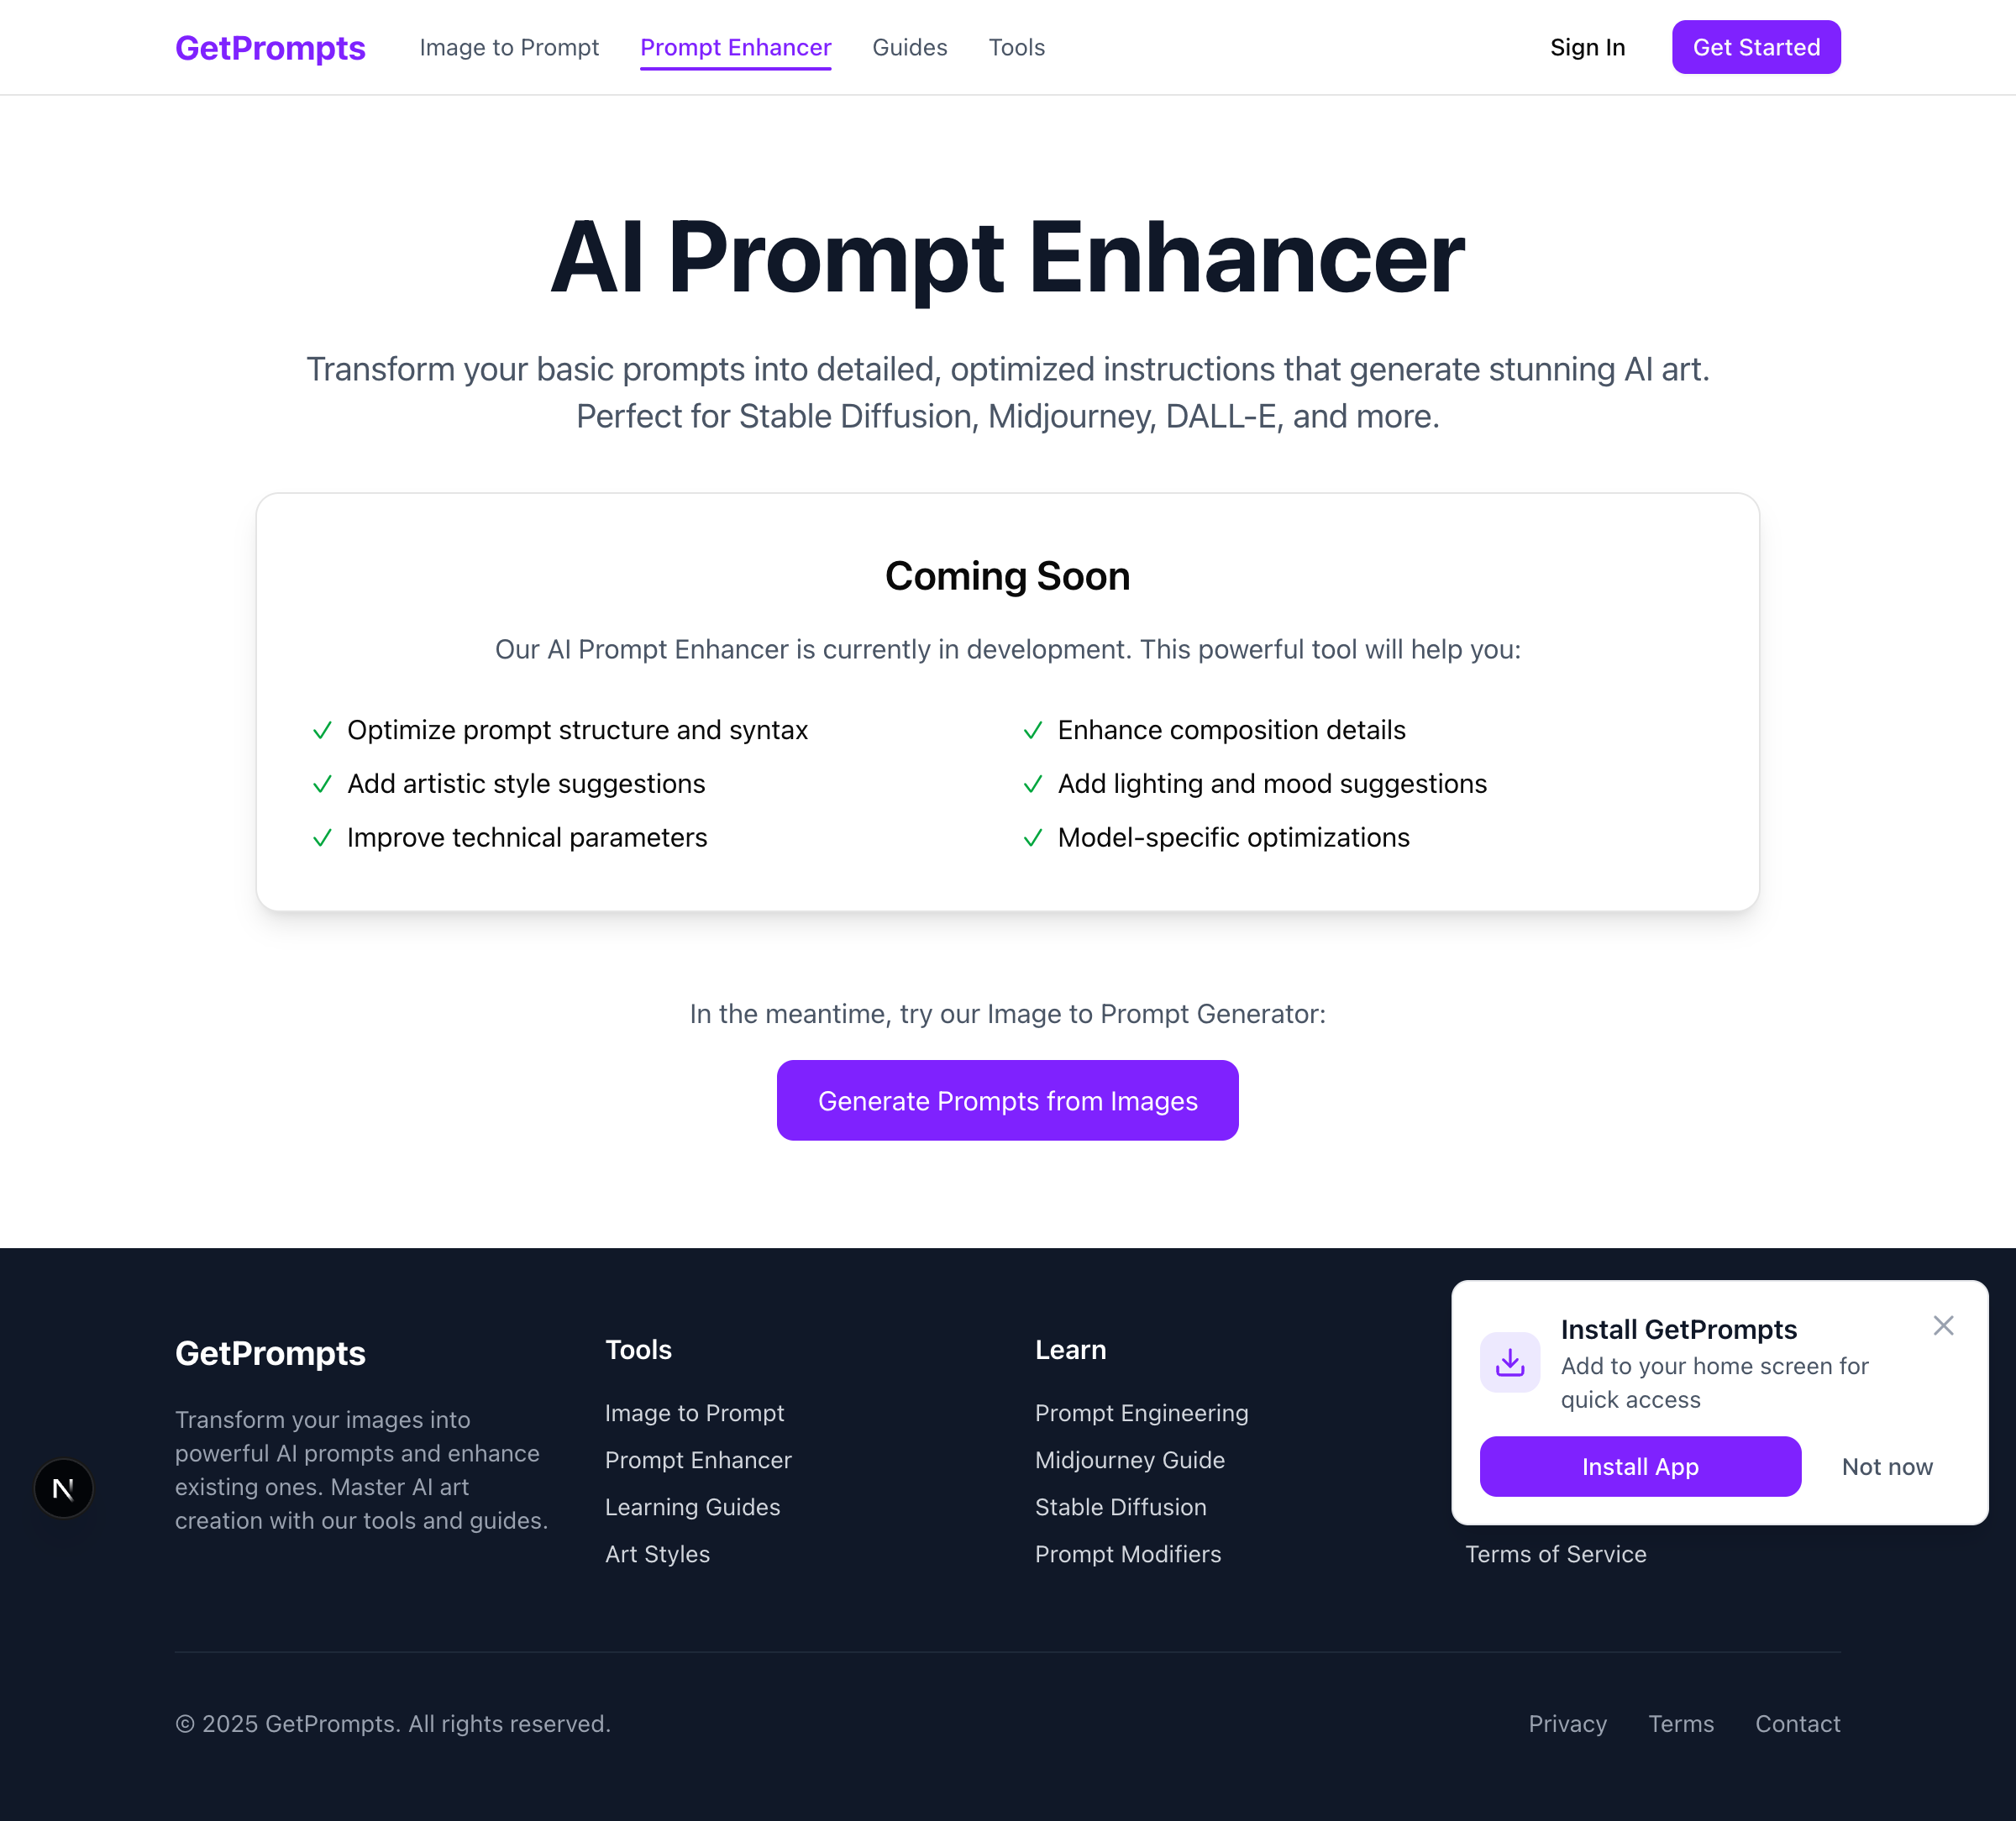 GetPrompts
Image to Prompt
Prompt Enhancer
Guides
Tools
Sign In
Get Started
AI Prompt Enhancer
Transform your basic prompts into detailed, optimized instructions that generate stunning AI art.
Perfect for Stable Diffusion, Midjourney, DALL-E, and more.
Coming Soon
Our AI Prompt Enhancer is currently in development. This powerful tool will help you:
Optimize prompt structure and syntax
Add artistic style suggestions
Improve technical parameters
Enhance composition details
Add lighting and mood suggestions
Model-specific optimizations
In the meantime, try our Image to Prompt Generator:
Generate Prompts from Images
GetPrompts
Transform your images into
powerful AI prompts and enhance
existing ones. Master AI art
creation with our tools and guides.
Tools
Image to Prompt
Prompt Enhancer
Learning Guides
Art Styles
Learn
Prompt Engineering
Midjourney Guide
Stable Diffusion
Prompt Modifiers
Install GetPrompts
Add to your home screen for
quick access
Install App
Not now
Terms of Service
N
© 2025 GetPrompts. All rights reserved.
Privacy
Terms
Contact